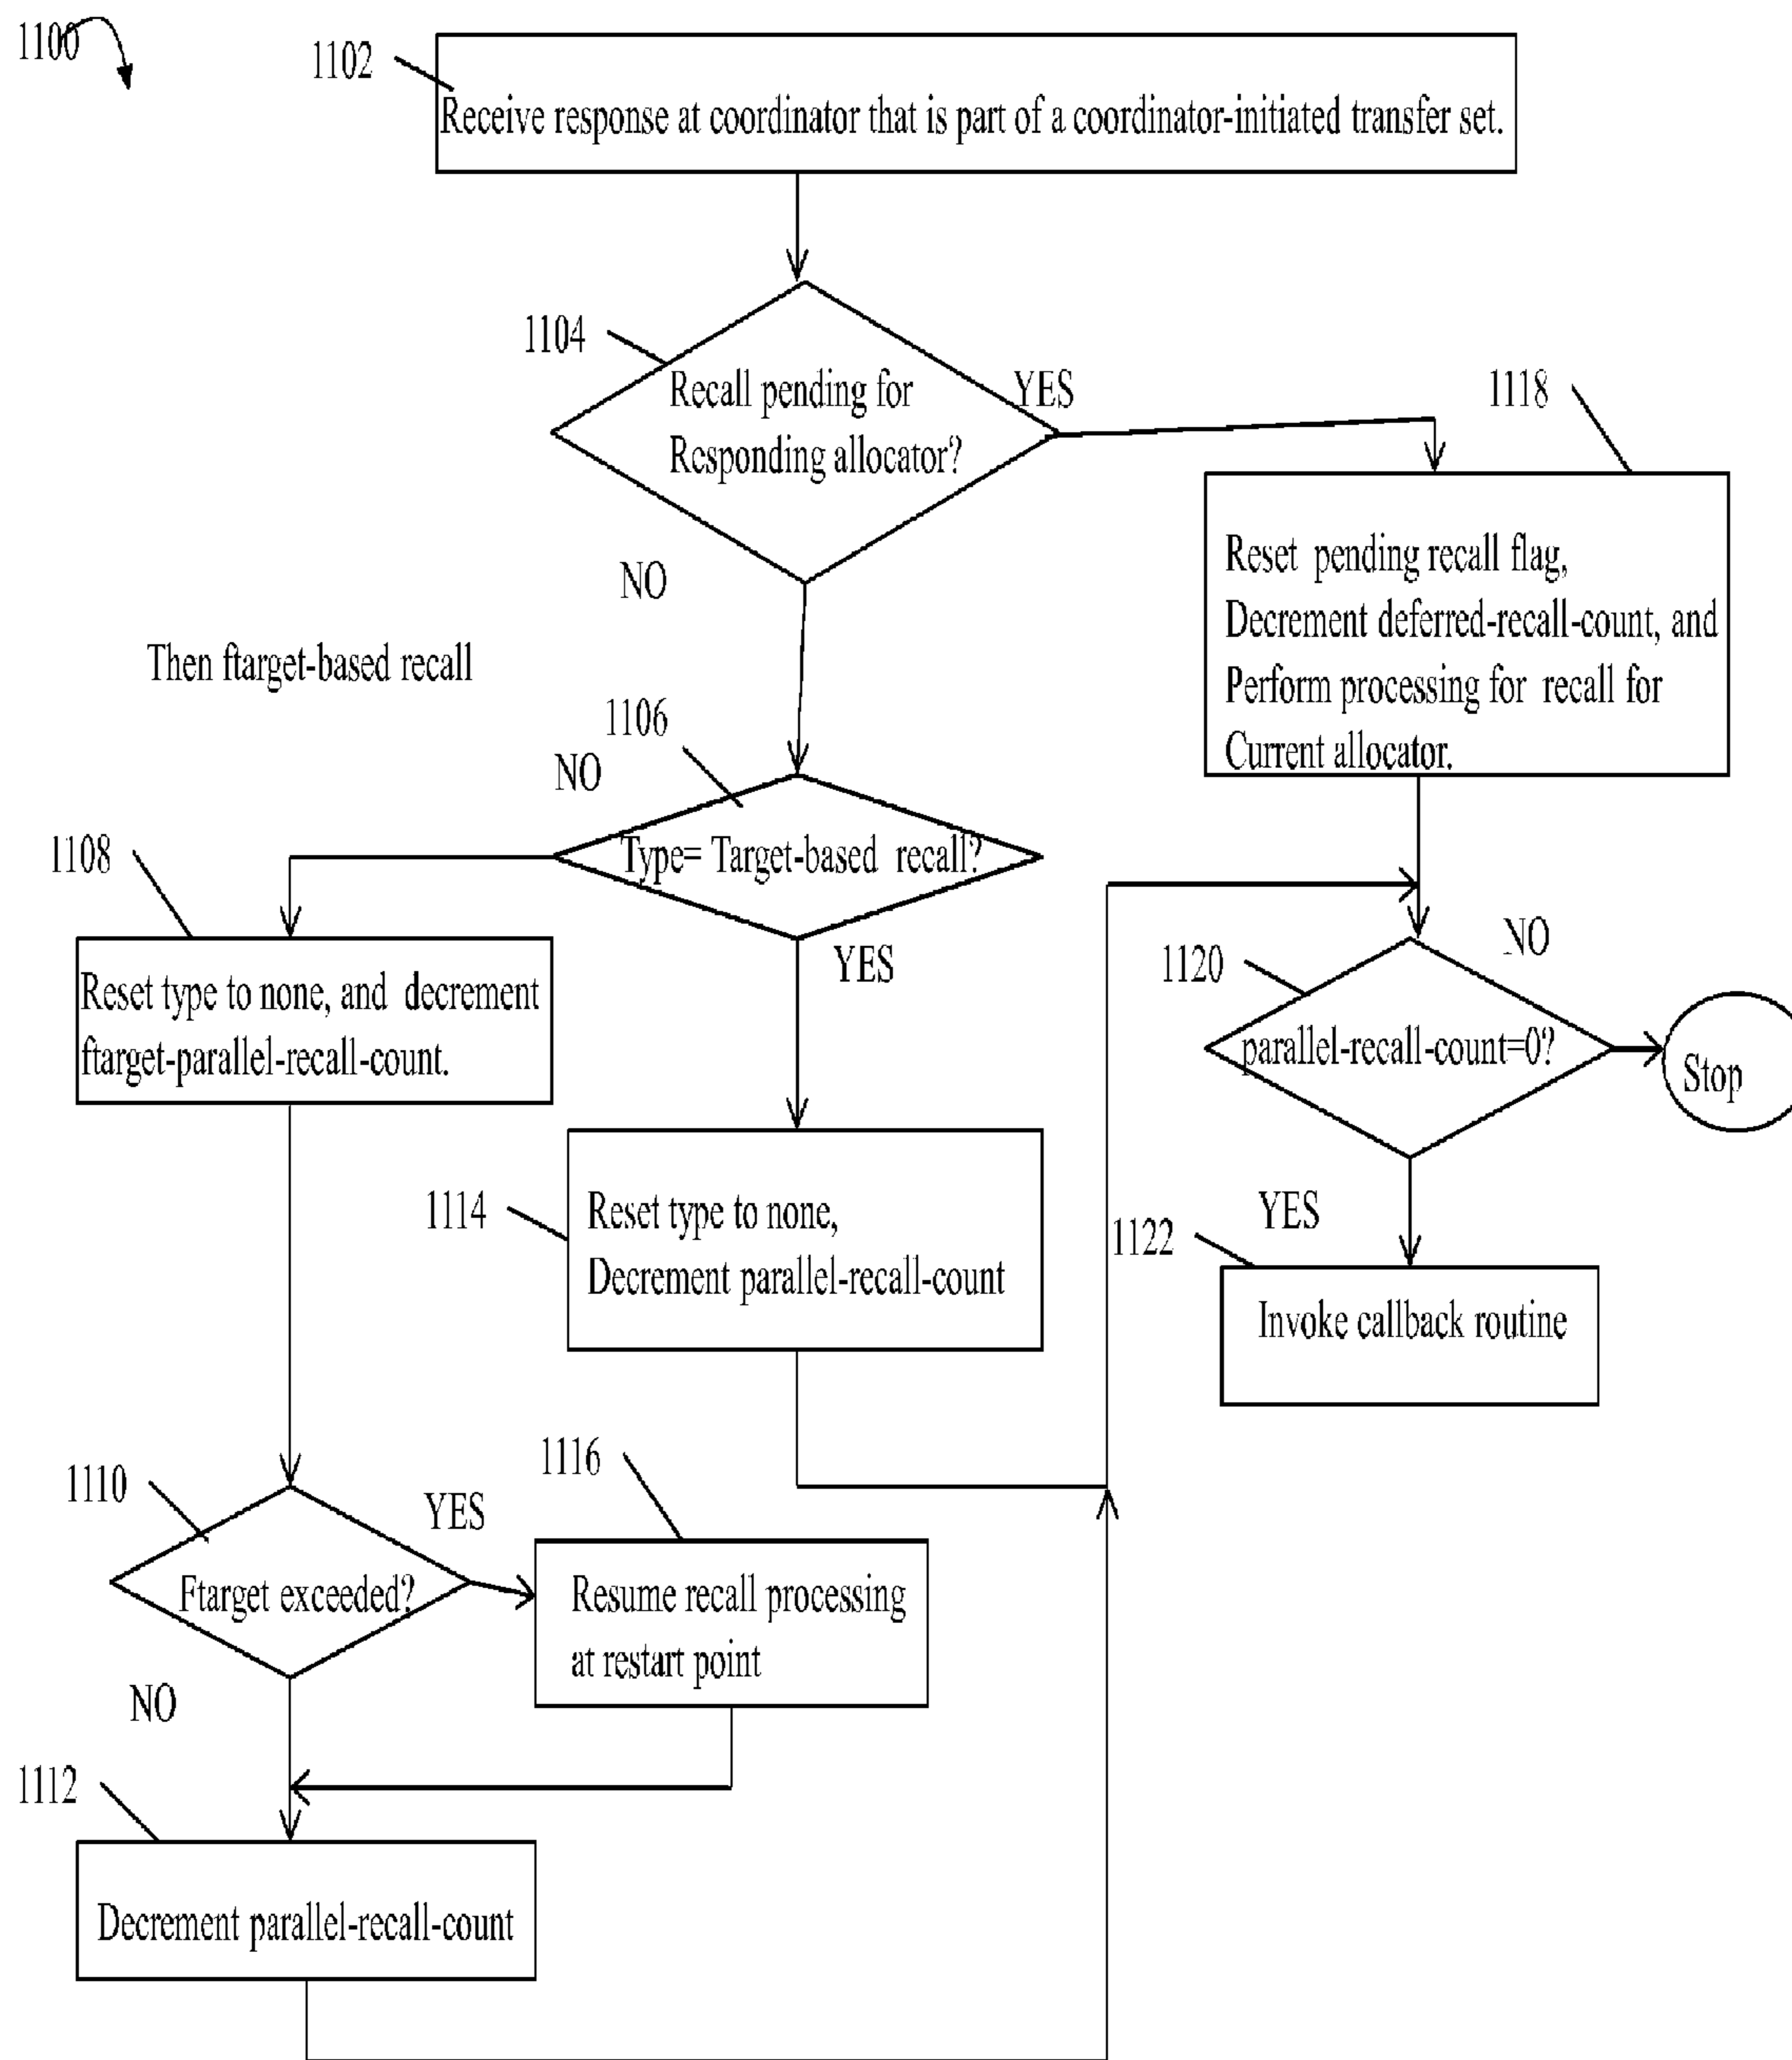 1100
1102
Receive response at coordinator that is part of a coordinator-initiated transfer set.
1104
Recall pending for
Responding allocator?
YES
NO
1118
Reset pending recall flag,
Decrement deferred-recall-count, and
Perform processing for recall for
Current allocator.
Then ftarget-based recall
1106
NO
Type= Target-based recall?
YES
1108
Reset type to none, and decrement
ftarget-parallel-recall-count.
1120
NO
parallel-recall-count=0?
Stop
YES
1114
Reset type to none,
Decrement parallel-recall-count
1122
Invoke callback routine
1110
YES
Ftarget exceeded?
NO
1116
Resume recall processing
at restart point
1112
Decrement parallel-recall-count